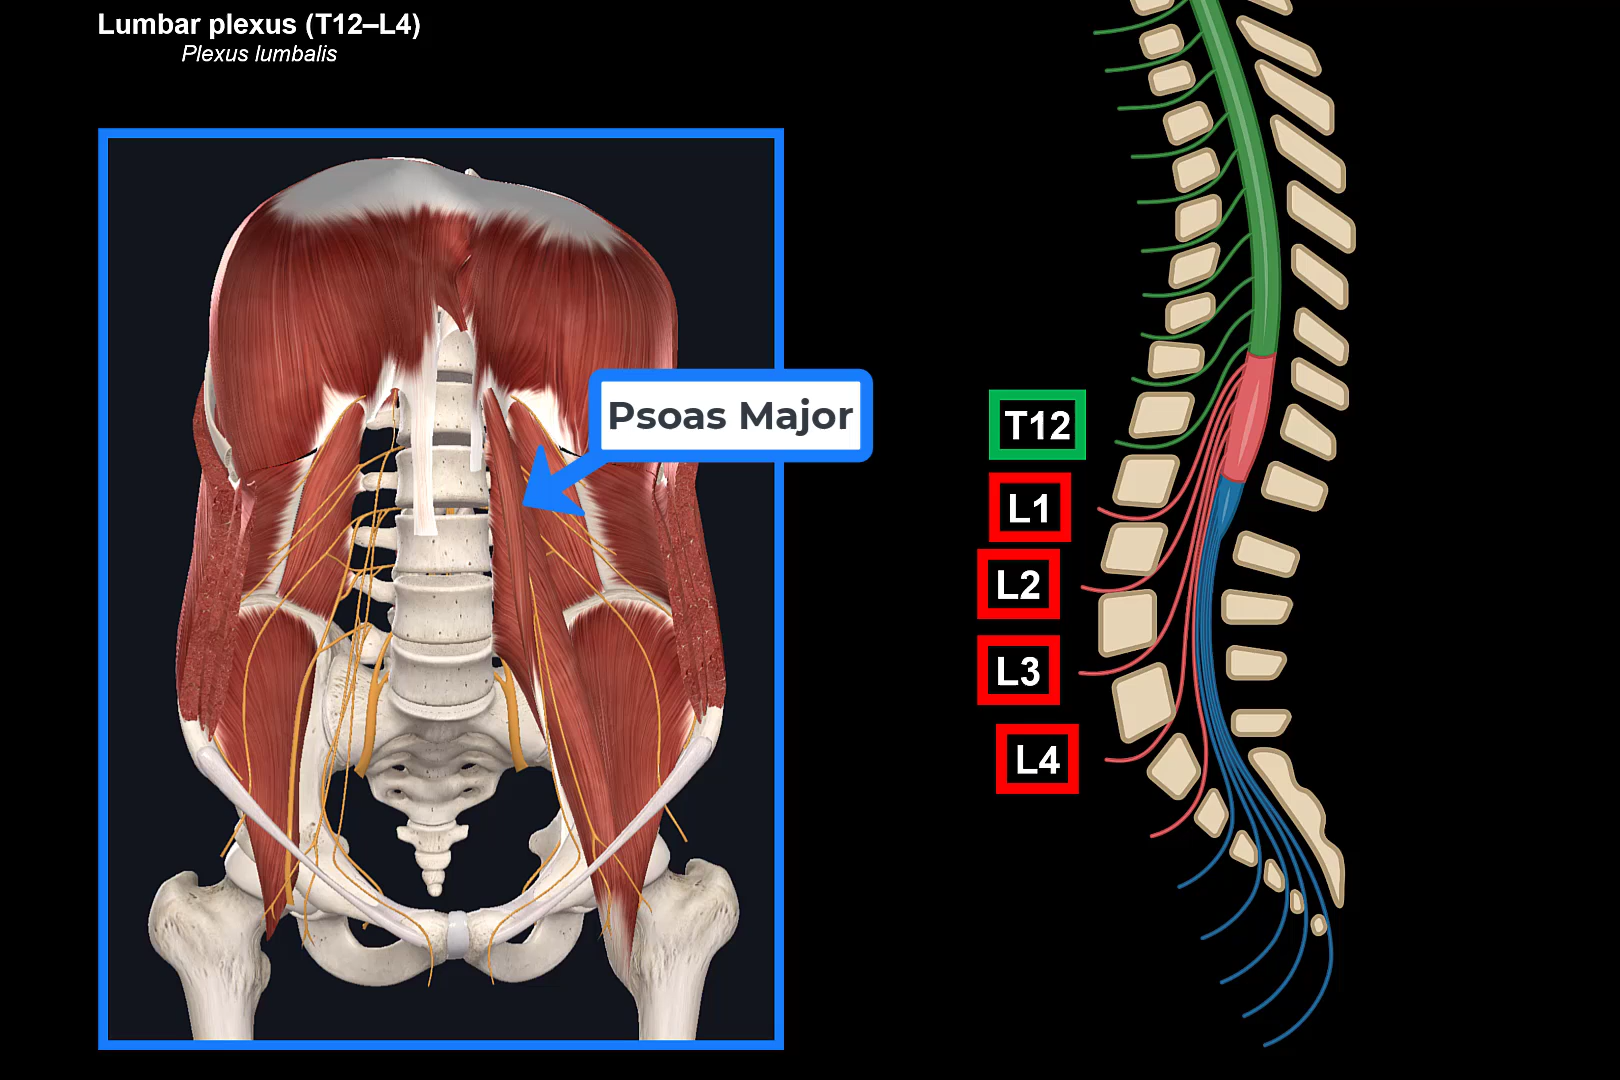 Lumbar plexus (T12–L4)
Plexus lumbalis
Psoas Major
T12
L1
L2
L3
L4